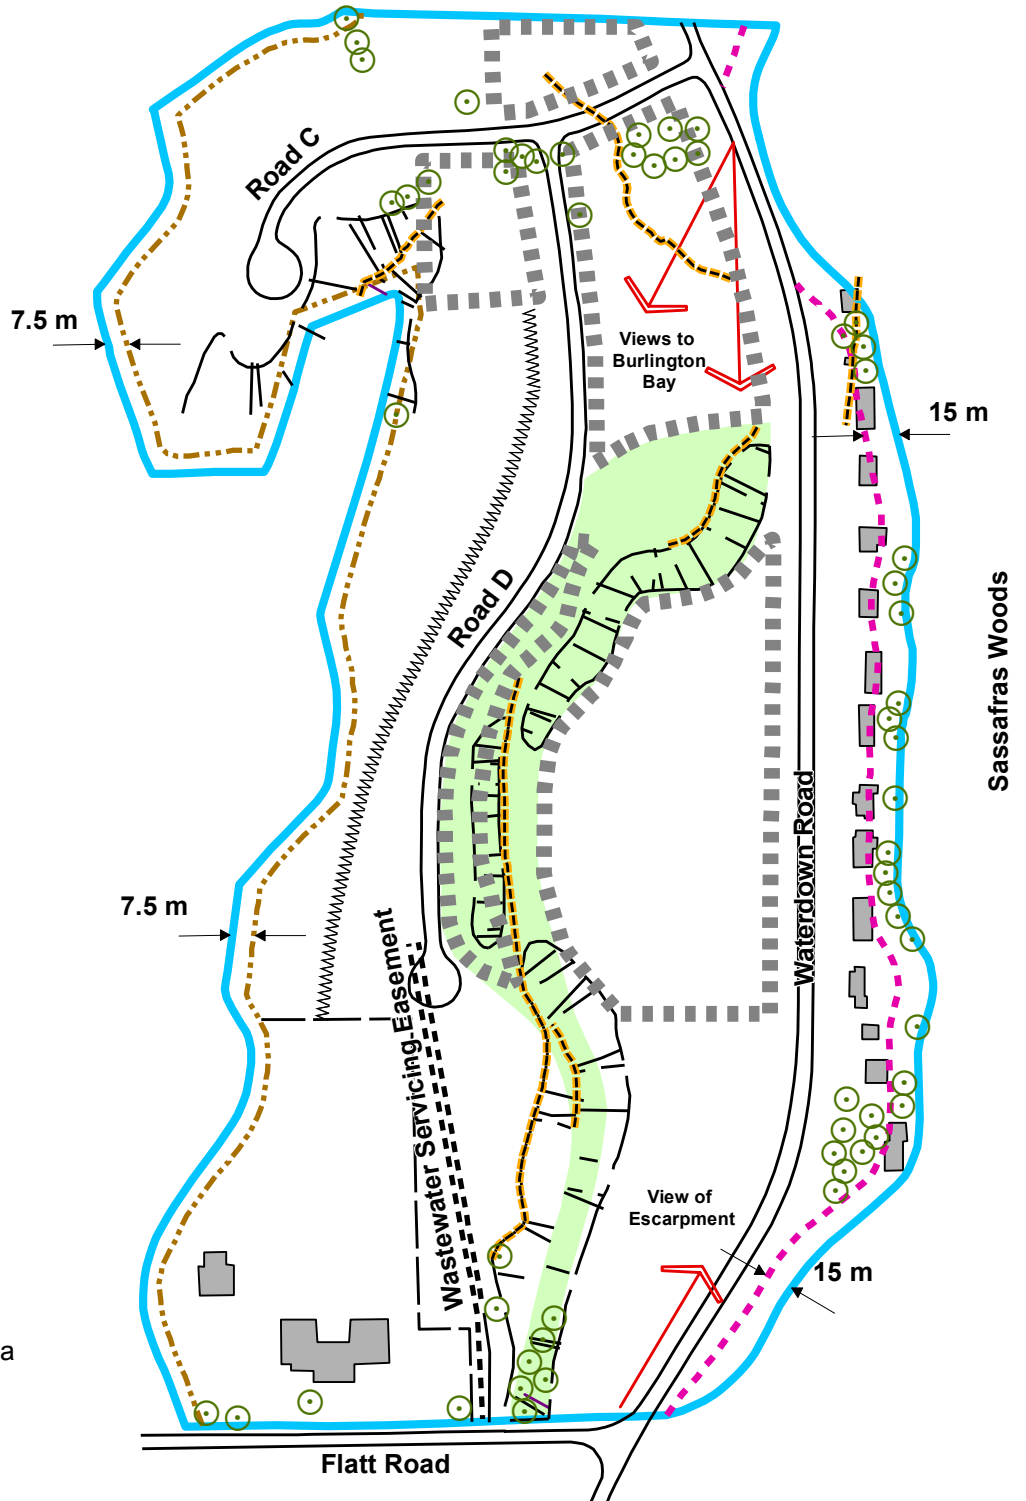 Road C
7.5 m
Views to
Burlington
Bay
15 m
Road D
Sassafras Woods
Waterdown Road
7.5 m
Wastewater Servicing Easement
View of
Escarpment
15 m
a
Flatt Road